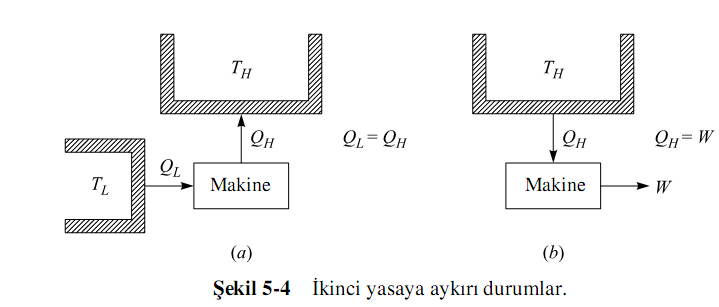 T_H
Q_H
Q_L = Q_H
Q_L
T_L
Makine
(a)
T_H
Q_H
Q_H = W
Makine
W
(b)
Şekil 5-4 İkinci yasaya aykırı durumlar.